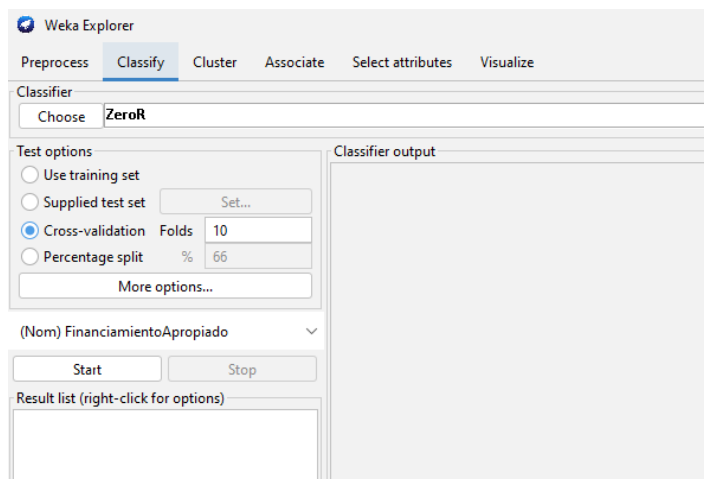 Weka Explorer
Preprocess Classify Cluster Associate Select attributes Visualize
Classifier
Choose ZeroR
Test options
Use training set
Supplied test set Set...
Cross-validation Folds 10
Percentage split % 66
More options...
(Nom) FinanciamientoApropiado
Start Stop
Result list (right-click for options)
Classifier output